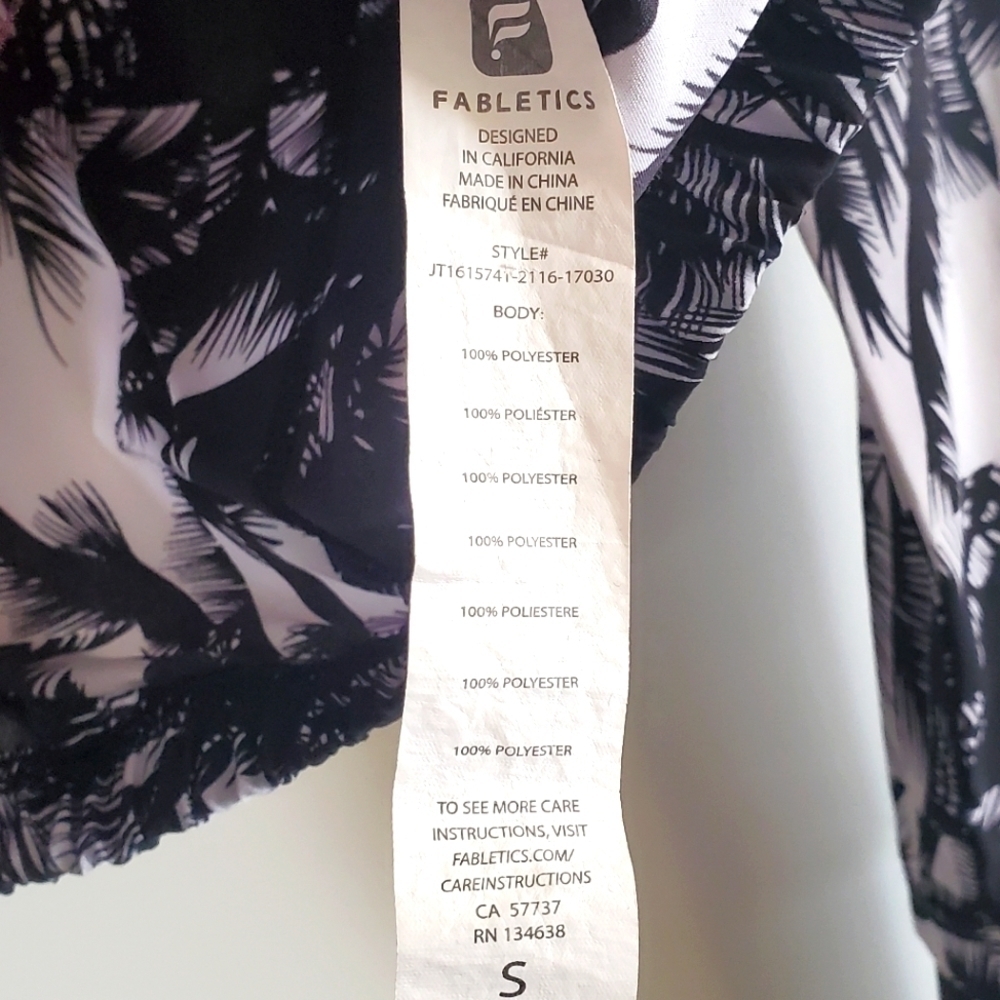 FABLETICS
DESIGNED
IN CALIFORNIA
MADE IN CHINA
FABRIQUÉ EN CHINE
STYLE#
JT1615741-2116-17030
BODY:
100% POLYESTER
100% POLIÉSTER
100% POLYESTER
100% POLYESTER
100% POLIESTERE
100% POLYESTER
100% POLYESTER
TO SEE MORE CARE
INSTRUCTIONS, VISIT
FABLETICS.COM/
CAREINSTRUCTIONS
CA 57737
RN 134638
S